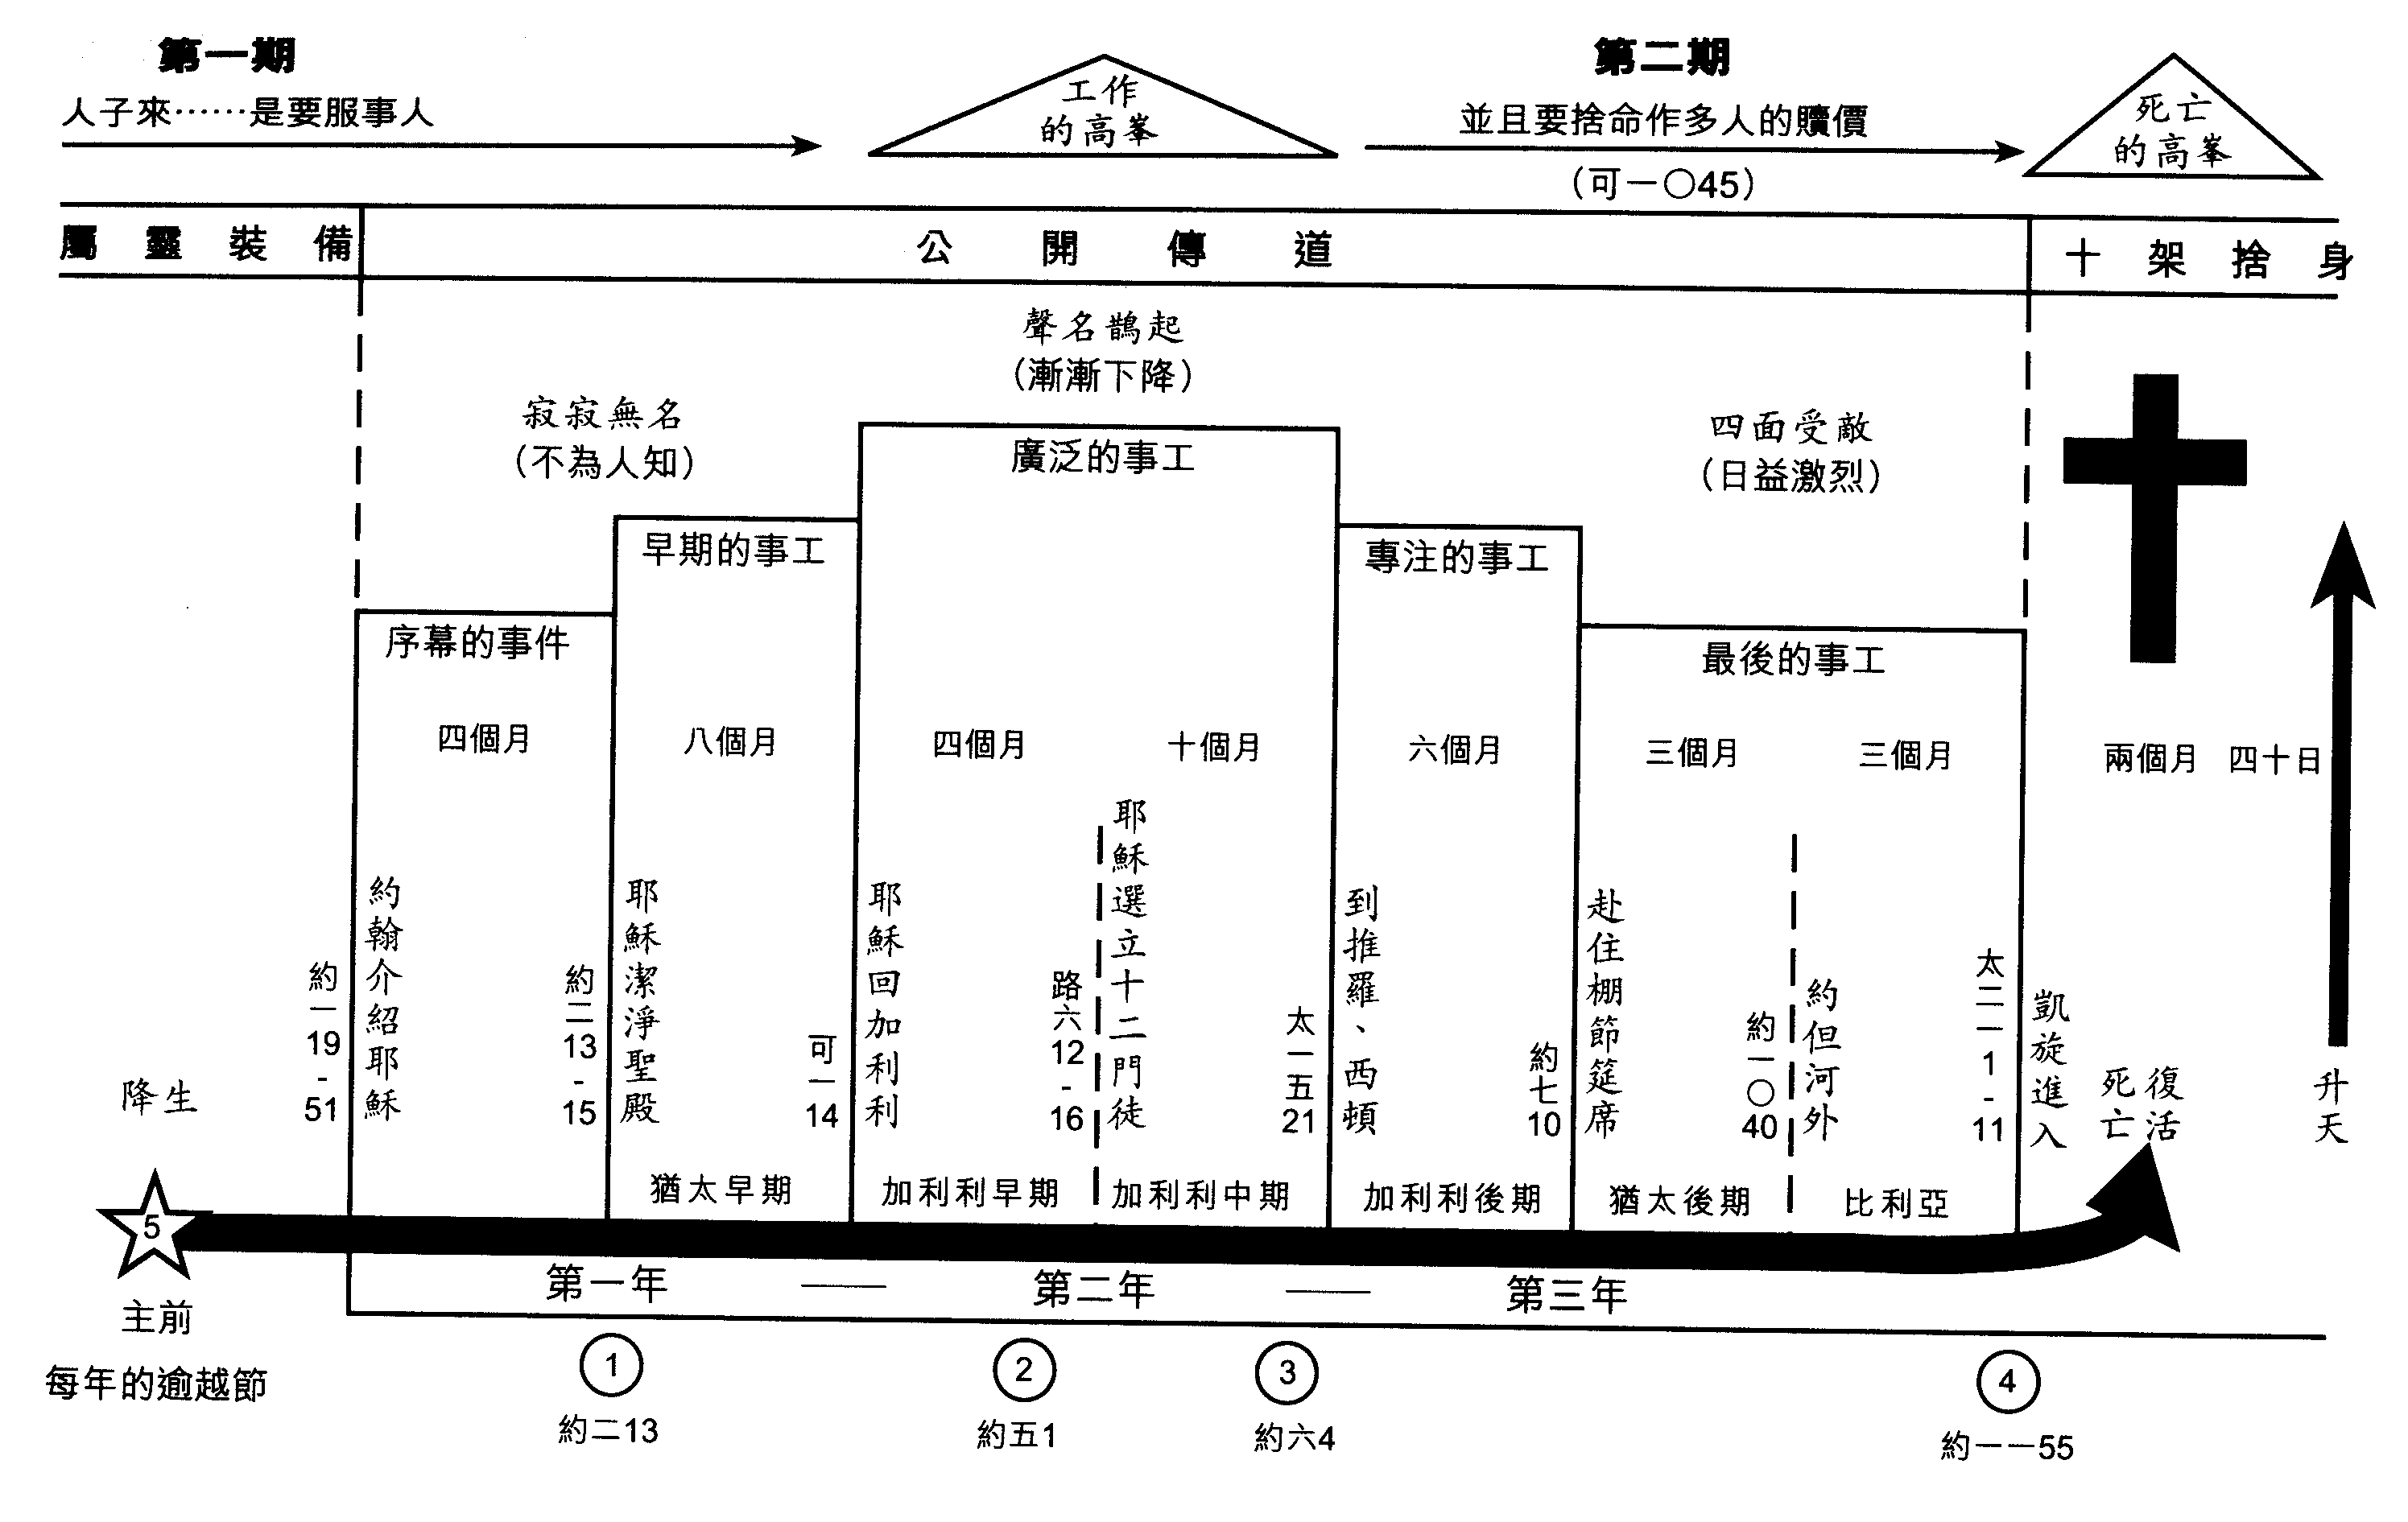 第一期
人子來……是要服事人
工作
的高峯
第二期
並且要捨命作多人的贖價
（可一〇45）
死亡
的高峯
屬靈裝備
公開傳道
十架捨身
聲名鵲起
（漸漸下降）
寂寂無名
（不為人知）
四面受敵
（日益激烈）
廣泛的事工
早期的事工
專注的事工
序幕的事件
最後的事工
四個月
八個月
四個月
十個月
六個月
三個月
三個月
兩個月
四十日
降生
約一19-51
約翰介紹耶穌
約二13-15
耶穌潔淨聖殿
可一14
耶穌回加利利
路六12-16
耶穌選立十二門徒
太一五21
到推羅、西頓
約七10
赴住棚節筵席
約一〇40
約但河外
太二一1-11
凱旋進入
死亡
復活
升天
猶太早期
加利利早期
加利利中期
加利利後期
猶太後期
比利亞
5
主前
第一年 —— 第二年 —— 第三年
每年的逾越節
1
2
3
4
約二13
約五1
約六4
約一一55